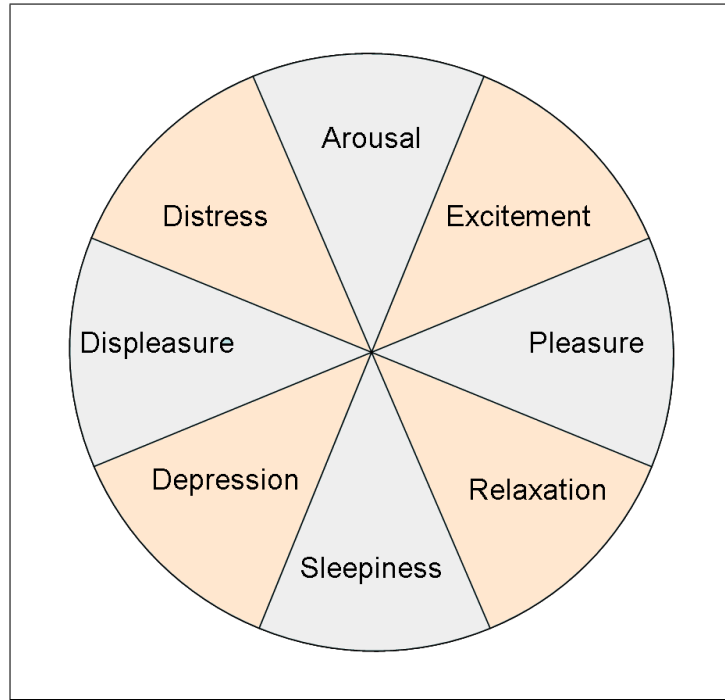 Arousal
Distress
Excitement
Displeasure
Pleasure
Depression
Relaxation
Sleepiness